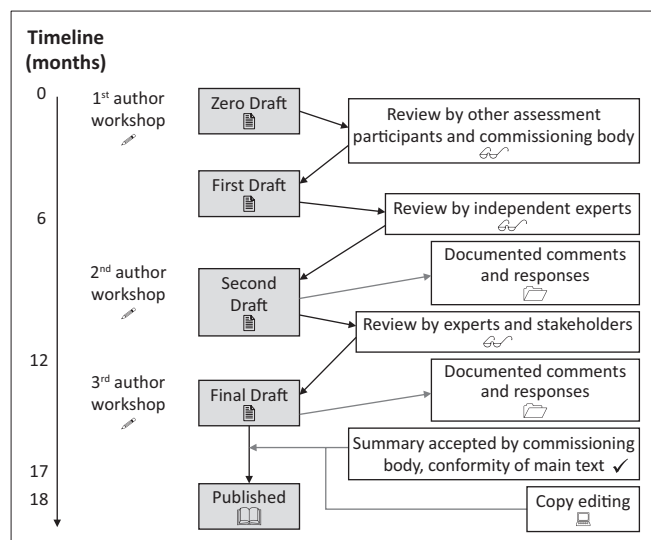 Timeline
(months)
0
1st author
workshop
Zero Draft
Review by other assessment
participants and commissioning body
First Draft
6
Review by independent experts
2nd author
workshop
Second
Draft
Documented comments
and responses
Review by experts and stakeholders
12
3rd author
workshop
Final Draft
Documented comments
and responses
Summary accepted by commissioning
body, conformity of main text ✓
17
18
Published
Copy editing